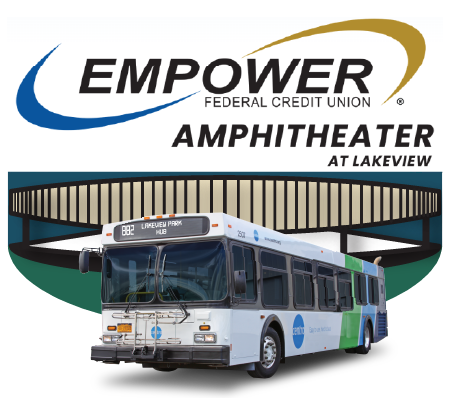 EMPOWER
FEDERAL CREDIT UNION ®
AMPHITHEATER
AT LAKEVIEW
882 LAKEVIEW PARK
HUB